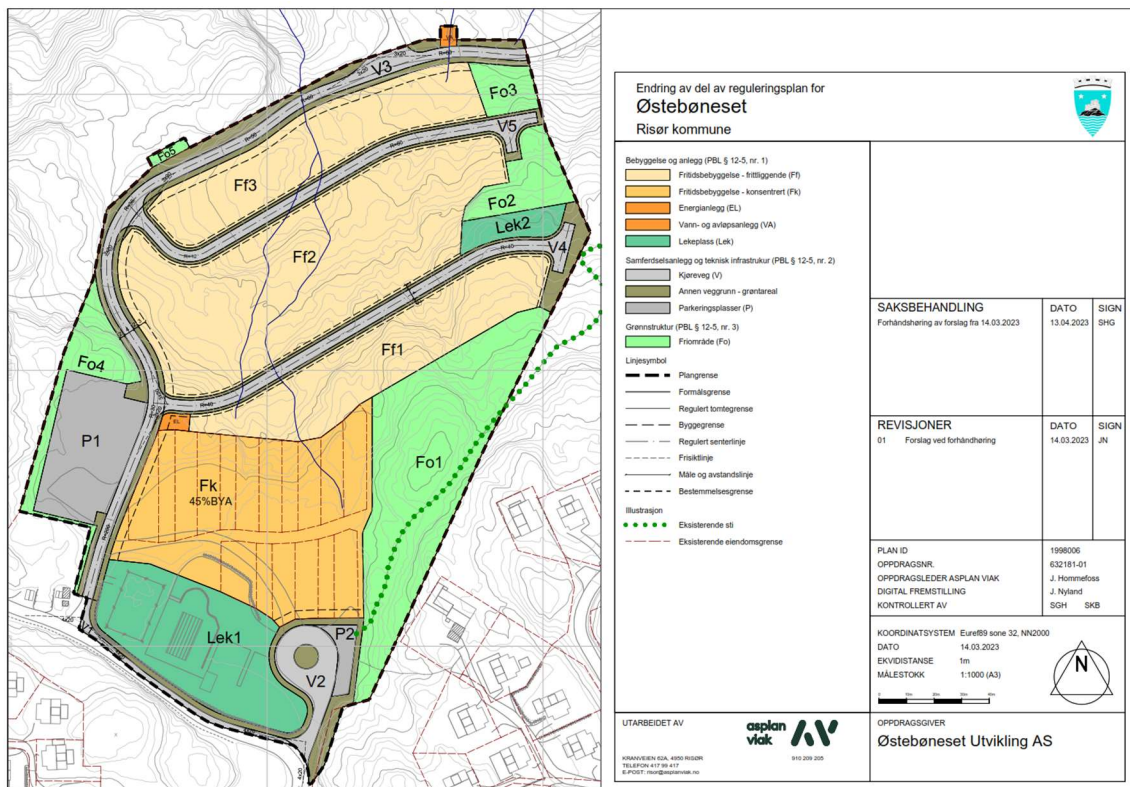 V3
VA
Fo3
V5
Fo5
Ff3
Fo2
Lek2
V4
Ff2
Ff1
Fo4
P1
EL
Fk
45%BYA
Fo1
Lek1
P2
V2
V1
Endring av del av reguleringsplan for
Østebøneset
Risør kommune
Bebyggelse og anlegg (PBL § 12-5, nr. 1)
Fritidsbebyggelse - frittliggende (Ff)
Fritidsbebyggelse - konsentrert (Fk)
Energianlegg (EL)
Vann- og avløpsanlegg (VA)
Lekeplass (Lek)
Samferdselsanlegg og teknisk infrastrukur (PBL § 12-5, nr. 2)
Kjøreveg (V)
Annen veggrunn - grøntareal
Parkeringsplasser (P)
Grønnstruktur (PBL § 12-5, nr. 3)
Friområde (Fo)
Linjesymbol
Plangrense
Formålsgrense
Regulert tomtegrense
Byggegrense
Regulert senterlinje
Frisiktlinje
Måle og avstandslinje
Bestemmelsesgrense
Illustrasjon
Eksisterende sti
Eksisterende eiendomsgrense
SAKSBEHANDLING DATO SIGN
Forhåndshøring av forslag fra 14.03.2023 13.04.2023 SHG
REVISJONER DATO SIGN
01 Forslag ved forhåndhøring 14.03.2023 JN
PLAN ID 1998006
OPPDRAGSNR. 632181-01
OPPDRAGSLEDER ASPLAN VIAK J. Hommefoss
DIGITAL FREMSTILLING J. Nyland
KONTROLLERT AV SGH SKB
KOORDINATSYSTEM Euref89 sone 32, NN2000
DATO 14.03.2023
EKVIDISTANSE 1m
MÅLESTOKK 1:1000 (A3)
0 10m 20m 30m 40m
N
UTARBEIDET AV
asplan
viak
KRANVEIEN 62A, 4950 RISØR
TELEFON 417 99 417
E-POST: risor@asplanviak.no
910 209 205
OPPDRAGSGIVER
Østebøneset Utvikling AS